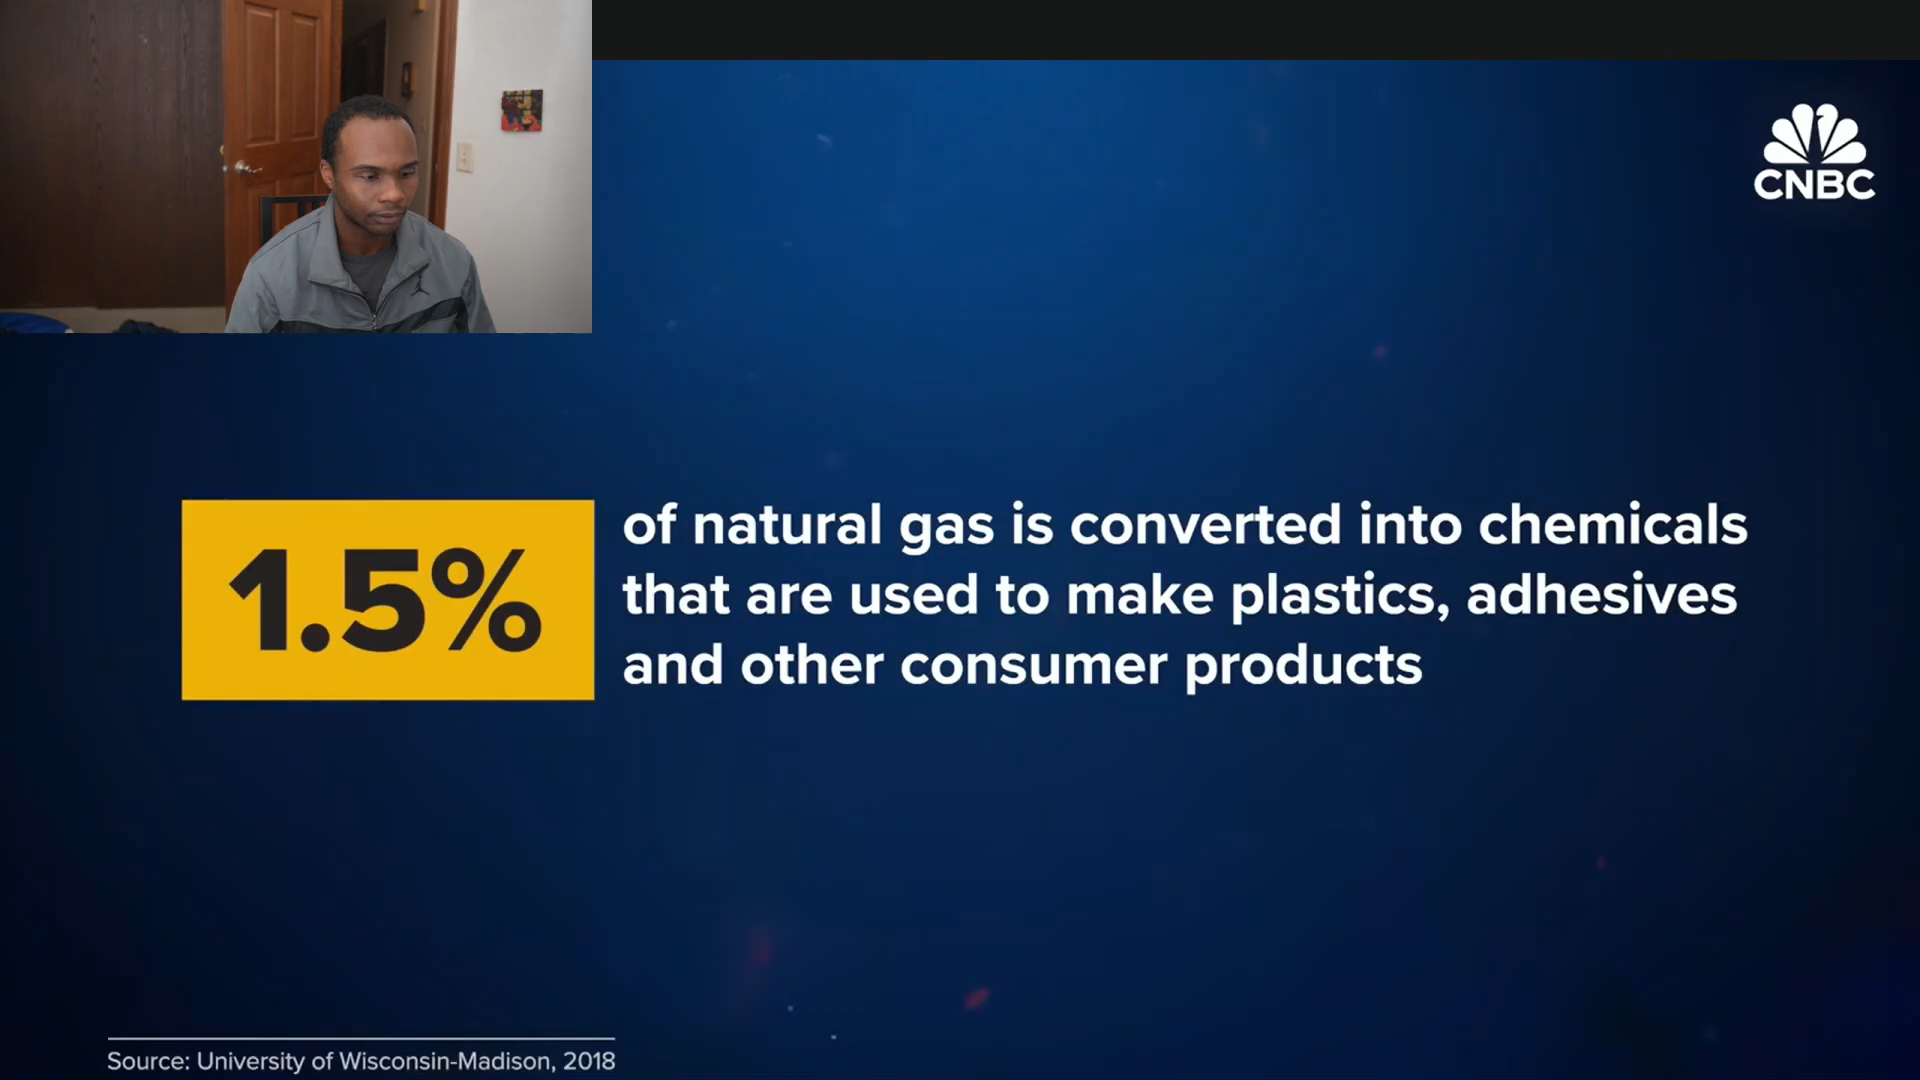 CNBC
1.5%
of natural gas is converted into chemicals
that are used to make plastics, adhesives
and other consumer products
Source: University of Wisconsin-Madison, 2018